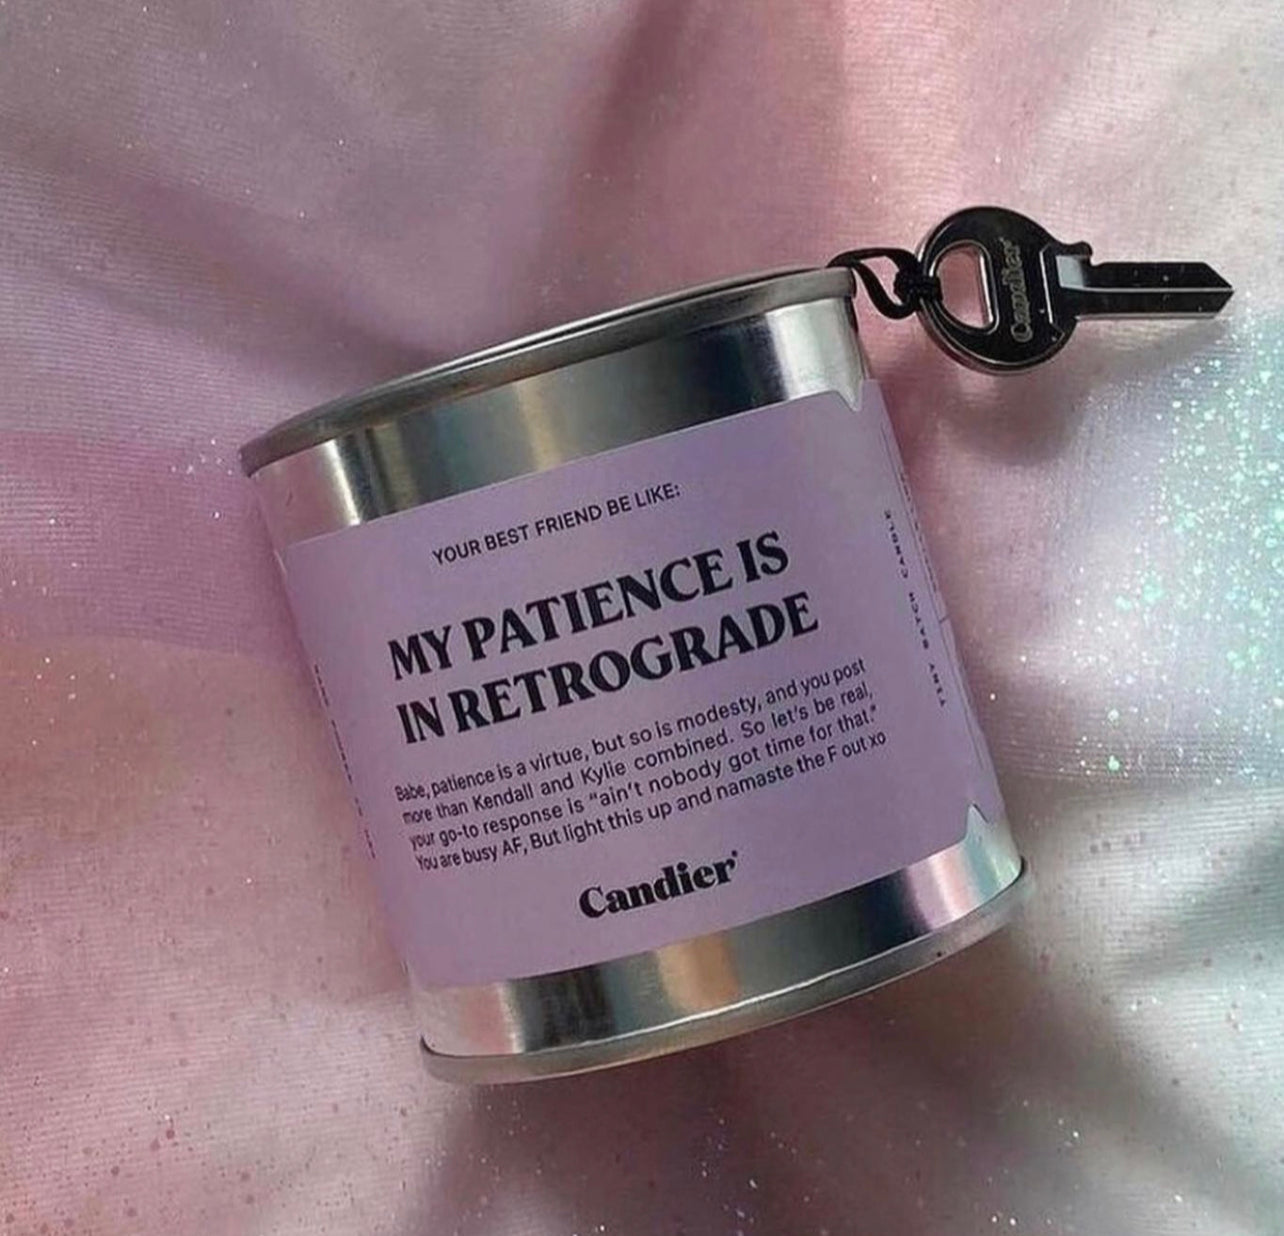 YOUR BEST FRIEND BE LIKE:
MY PATIENCE IS
IN RETROGRADE
Babe, patience is a virtue, but so is modesty, and you post
more than Kendall and Kylie combined. So let's be real,
your go-to response is "ain't nobody got time for that."
You are busy AF, But light this up and namaste the F out xo
Candier
Candier
TINY BATCH CANDLE